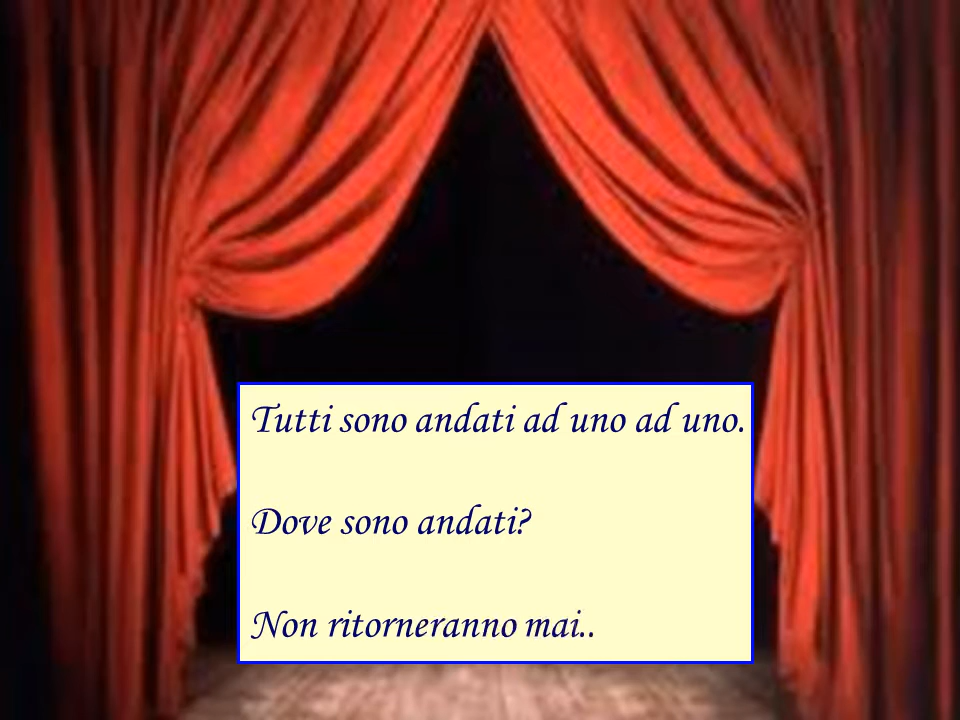 Tutti sono andati ad uno ad uno.
Dove sono andati?
Non ritorneranno mai..